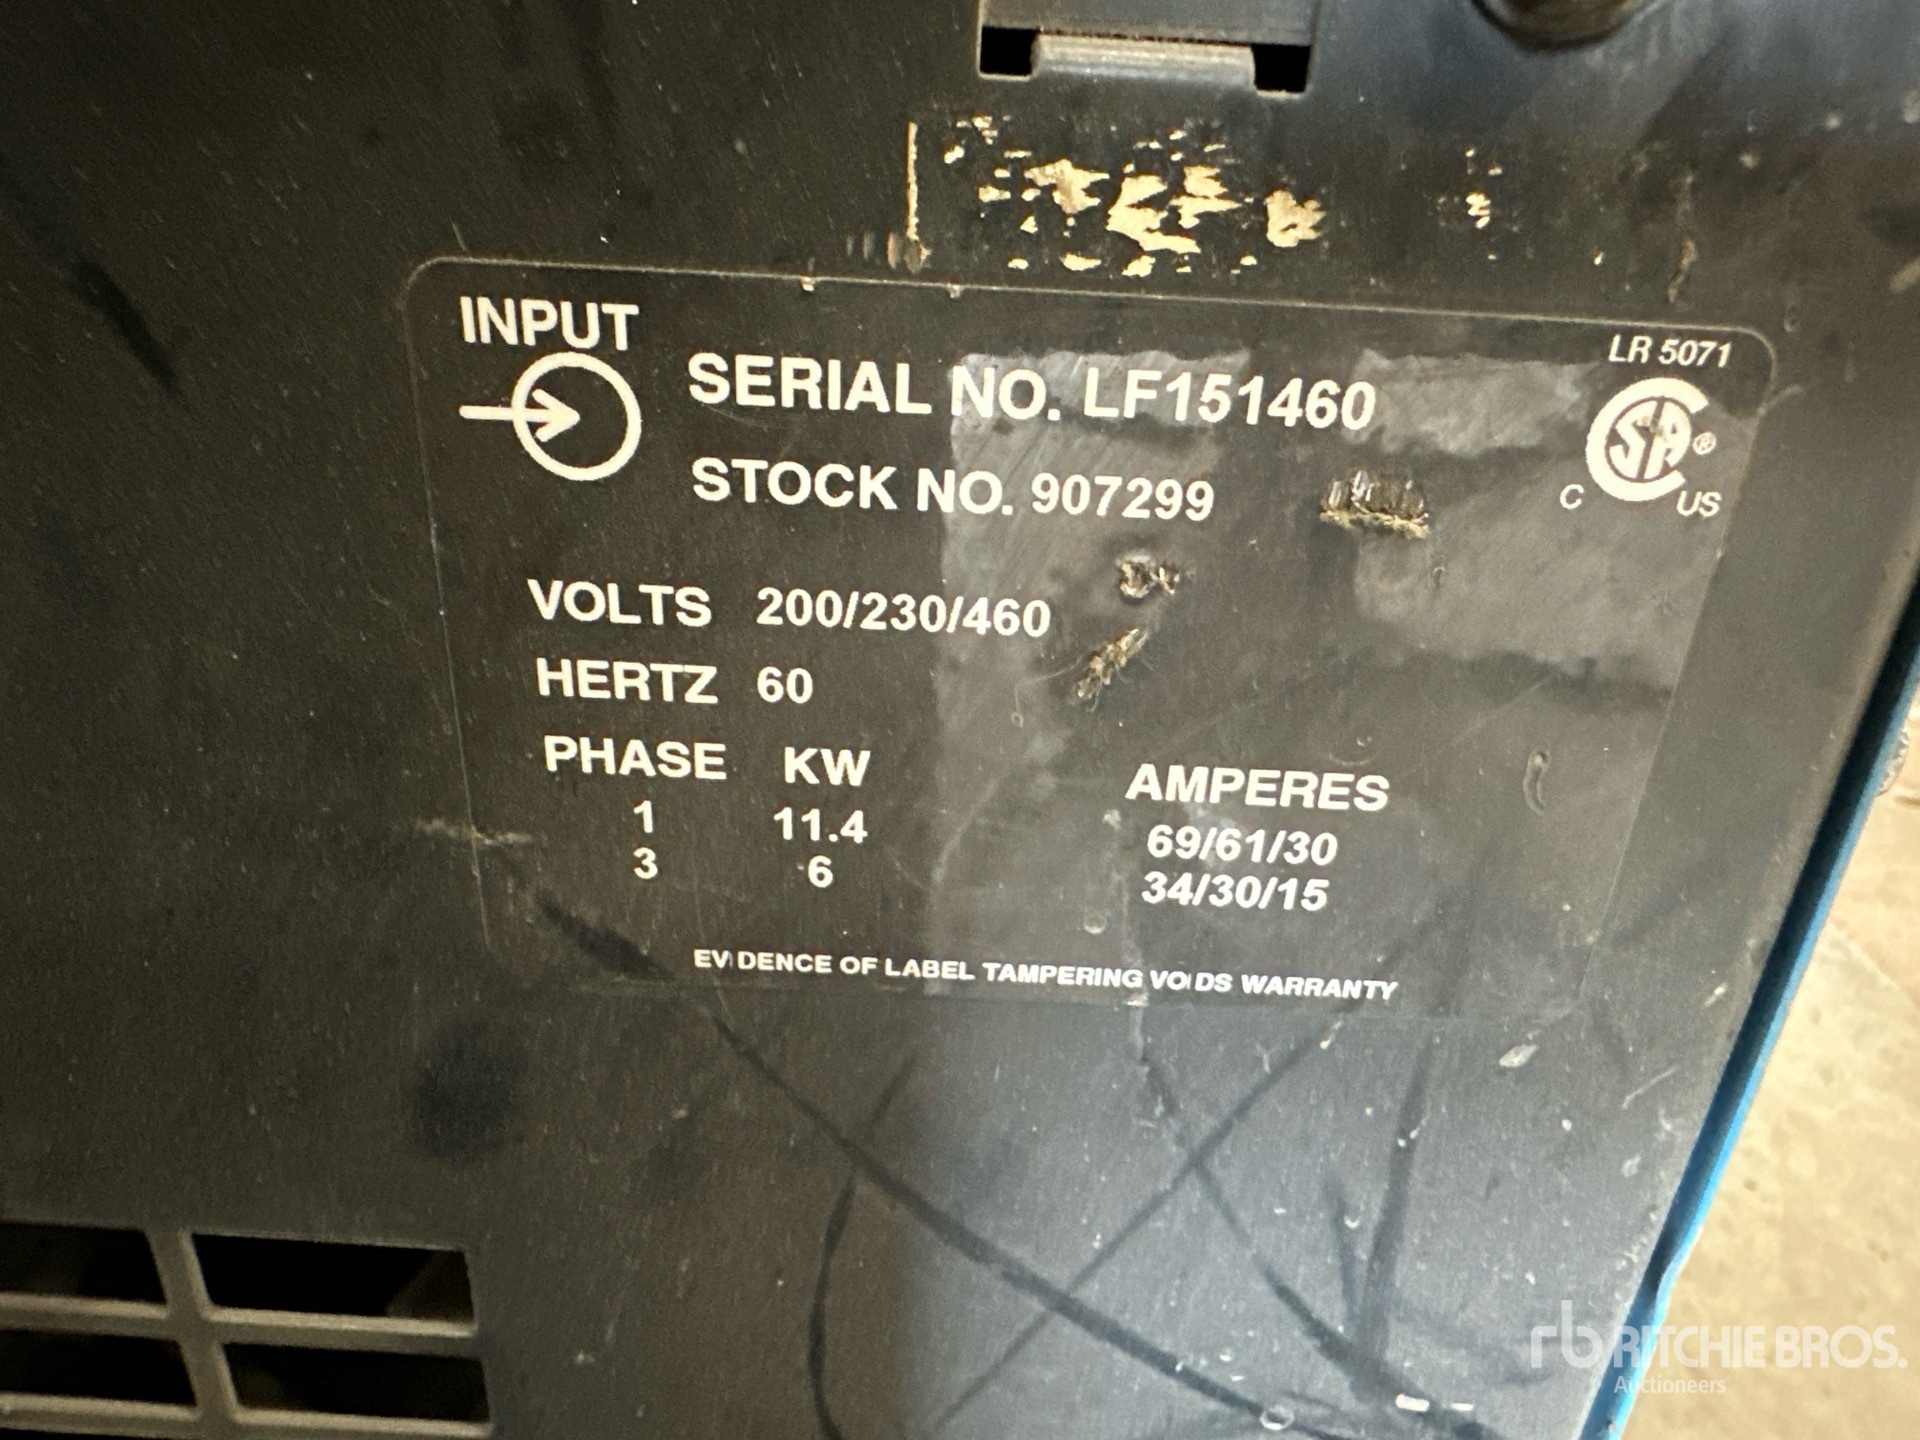 INPUT
LR 5071
SERIAL NO. LF151460
STOCK NO. 907299
CSA®
C US
VOLTS 200/230/460
HERTZ 60
PHASE KW AMPERES
1 11.4 69/61/30
3 6 34/30/15
EVIDENCE OF LABEL TAMPERING VOIDS WARRANTY
rb RITCHIE BROS.
Auctioneers